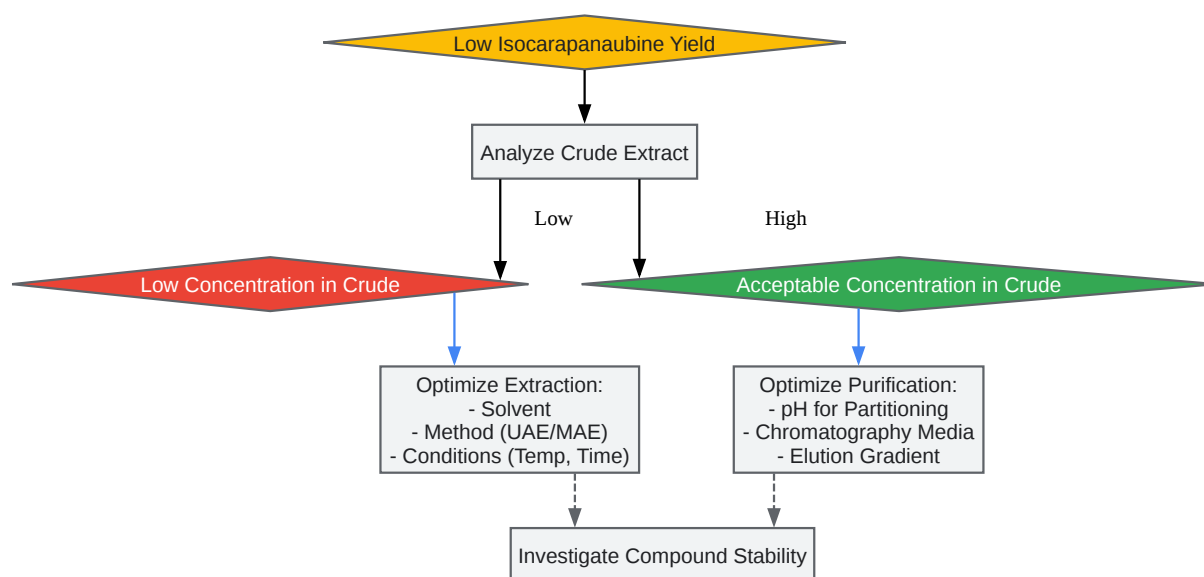 Low Isocarapanaubine Yield
Analyze Crude Extract
Low
High
Low Concentration in Crude
Acceptable Concentration in Crude
Optimize Extraction:
- Solvent
- Method (UAE/MAE)
- Conditions (Temp, Time)
Optimize Purification:
- pH for Partitioning
- Chromatography Media
- Elution Gradient
Investigate Compound Stability